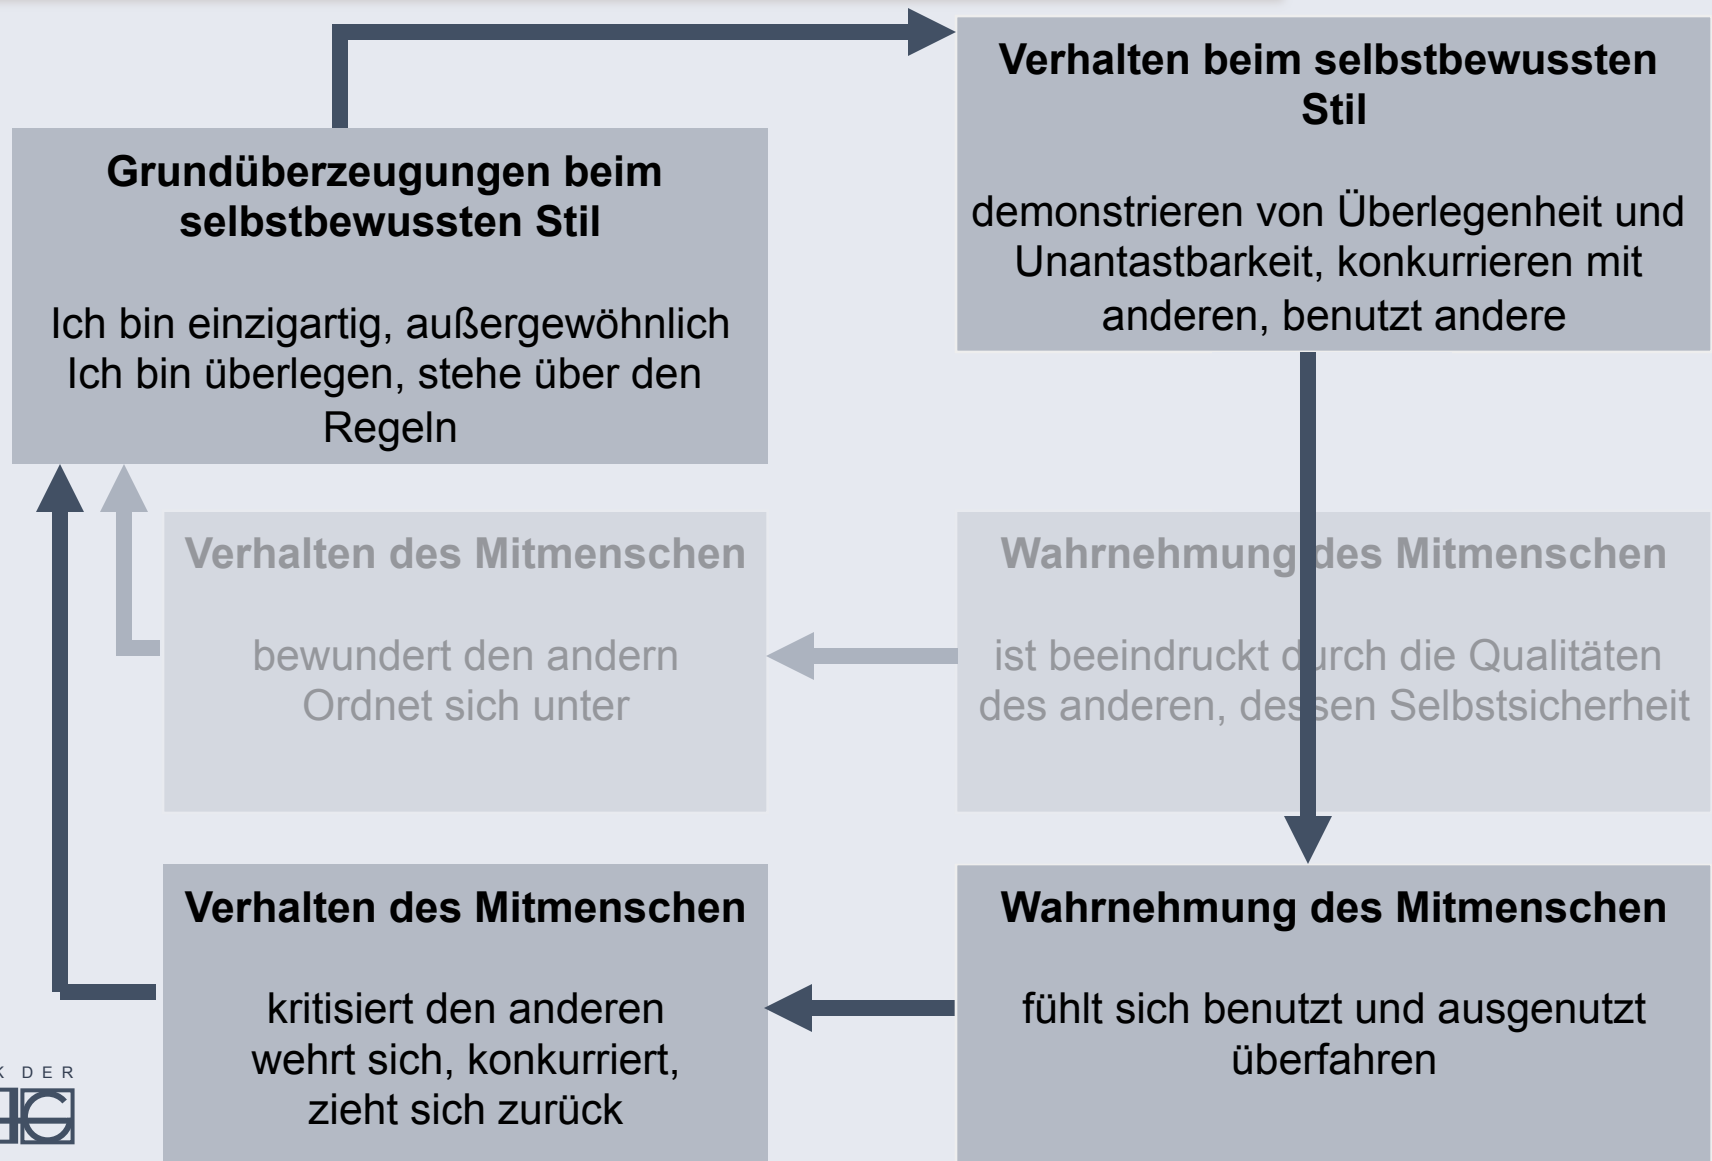 Verhalten beim selbstbewussten
Stil
demonstrieren von Überlegenheit und
Unantastbarkeit, konkurrieren mit
anderen, benutzt andere
Grundüberzeugungen beim
selbstbewussten Stil
Ich bin einzigartig, außergewöhnlich
Ich bin überlegen, stehe über den
Regeln
Verhalten des Mitmenschen
bewundert den andern
Ordnet sich unter
Wahrnehmung des Mitmenschen
ist beeindruckt durch die Qualitäten
des anderen, dessen Selbstsicherheit
Verhalten des Mitmenschen
kritisiert den anderen
wehrt sich, konkurriert,
zieht sich zurück
Wahrnehmung des Mitmenschen
fühlt sich benutzt und ausgenutzt
überfahren
K DER